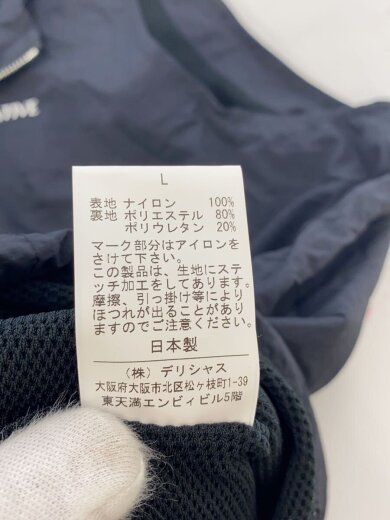 L
表地 ナイロン 100%
裏地 ポリエステル 80%
ポリウレタン 20%
マーク部分はアイロンを
さけて下さい。
この製品は、生地にステ
ッチ加工をしてあります。
摩擦、引っ掛け等により
ほつれが出ることがあり
ますのでご注意ください。
日本製
(株) デリシャス
大阪府大阪市北区松ヶ枝町1-39
東天満エンビィビル5階